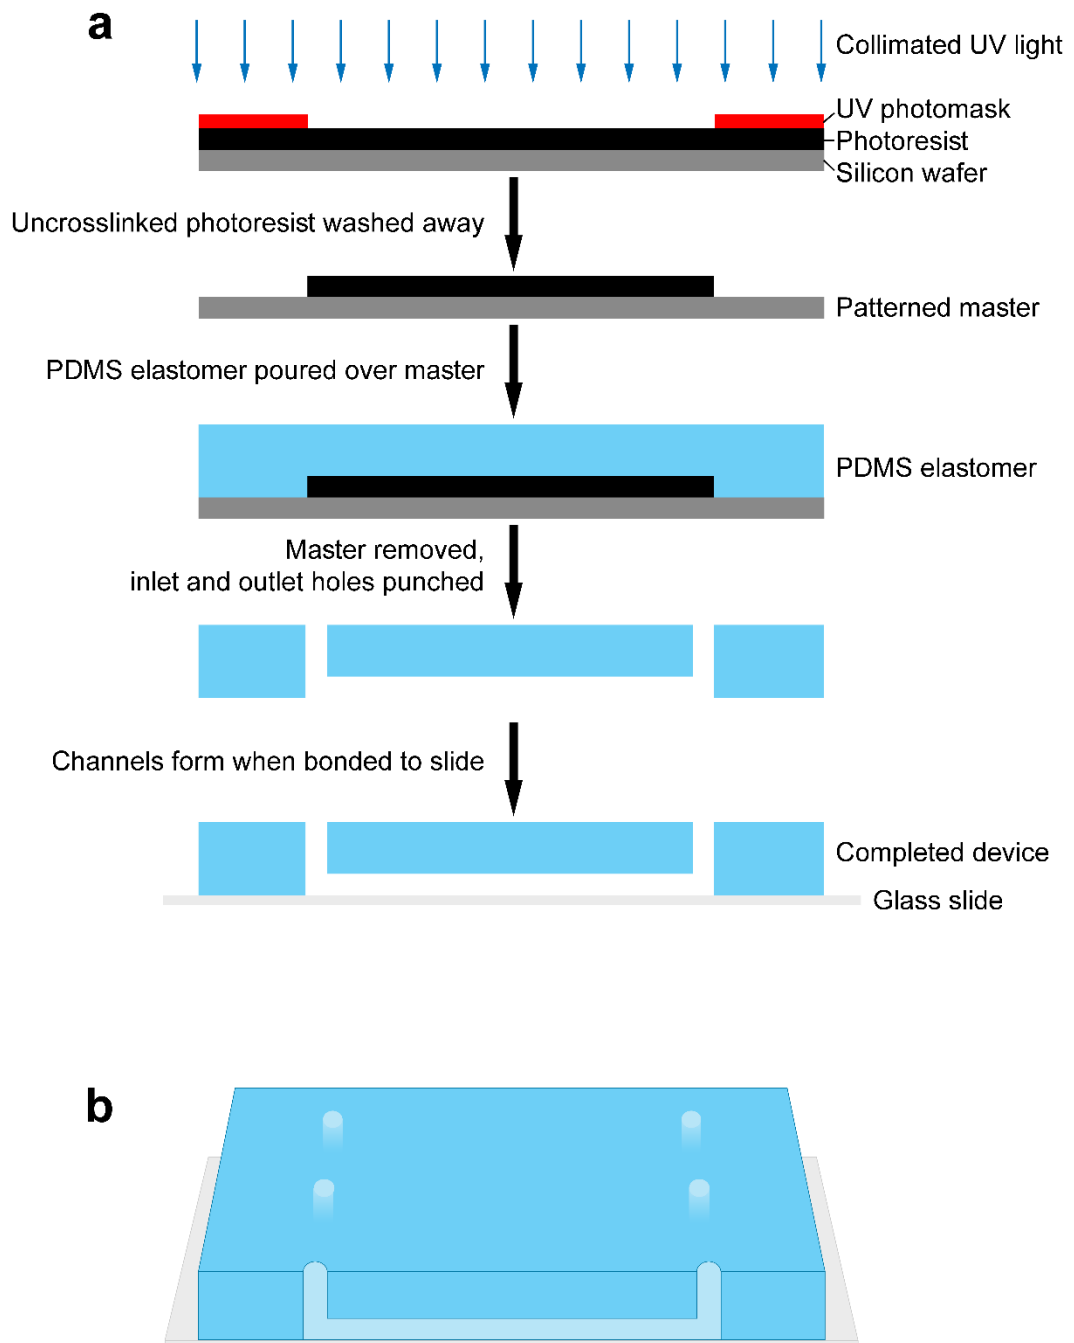 a
Collimated UV light
UV photomask
Photoresist
Silicon wafer
Uncrosslinked photoresist washed away
Patterned master
PDMS elastomer poured over master
PDMS elastomer
Master removed,
inlet and outlet holes punched
Channels form when bonded to slide
Completed device
Glass slide
b